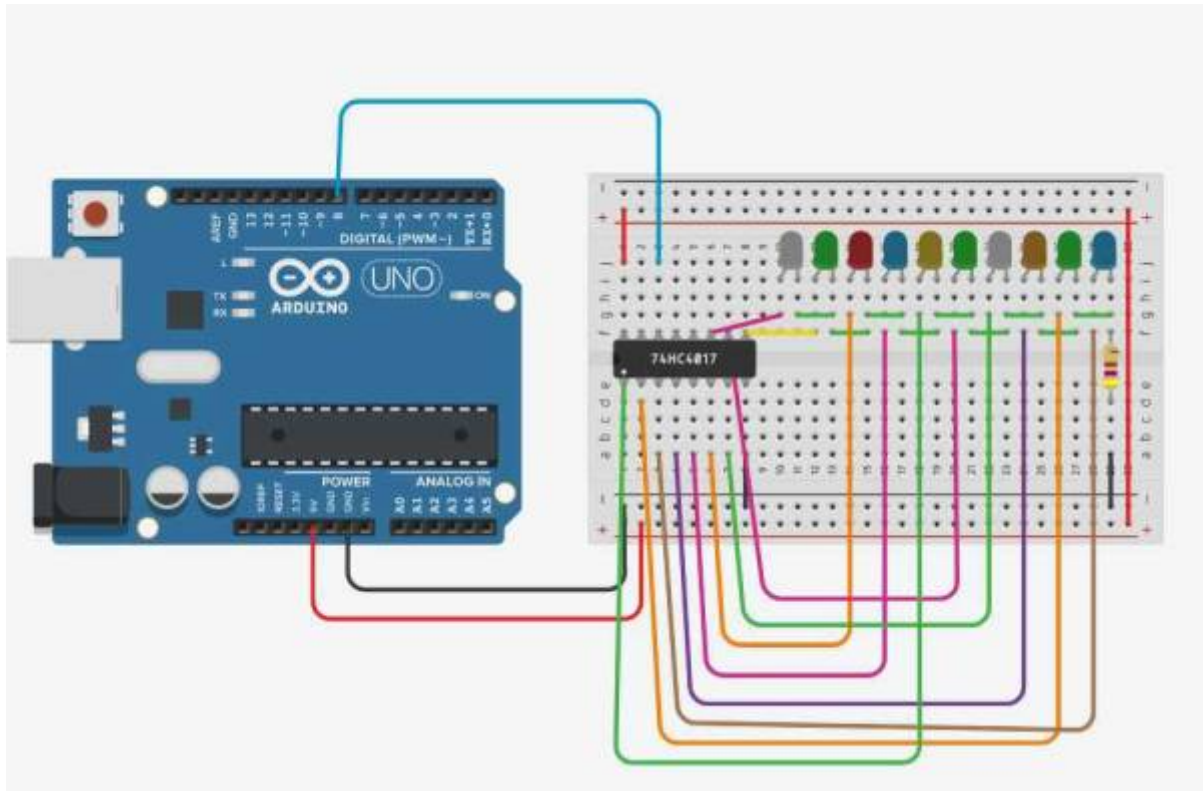 AREF
GND
13
12
~11
~10
~9
8
7
~6
~5
4
~3
2
TX→1
RX←0
DIGITAL (PWM~)
L
TX
RX
UNO
ARDUINO
ON
POWER
ANALOG IN
IOREF
RESET
3.3V
5V
GND
GND
Vin
A0
A1
A2
A3
A4
A5
74HC4017
j
i
h
g
f
e
d
c
b
a